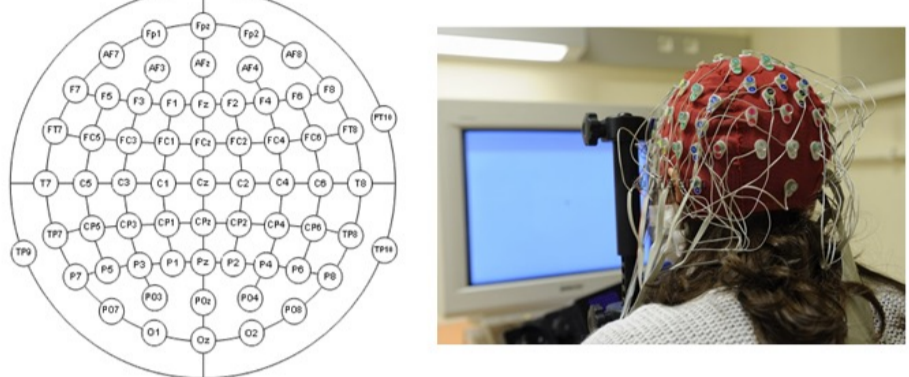 Fp1 Fpz Fp2
AF7 AF3 AFz AF4 AF8
F7 F5 F3 F1 Fz F2 F4 F6 F8
FT10
FT7 FC5 FC3 FC1 FCz FC2 FC4 FC6 FT8
T7 C5 C3 C1 Cz C2 C4 C6 T8
TP7 CP5 CP3 CP1 CPz CP2 CP4 CP6 TP8
TP9 TP10
P7 P5 P3 P1 Pz P2 P4 P6 P8
PO7 PO3 POz PO4 PO8
O1 Oz O2